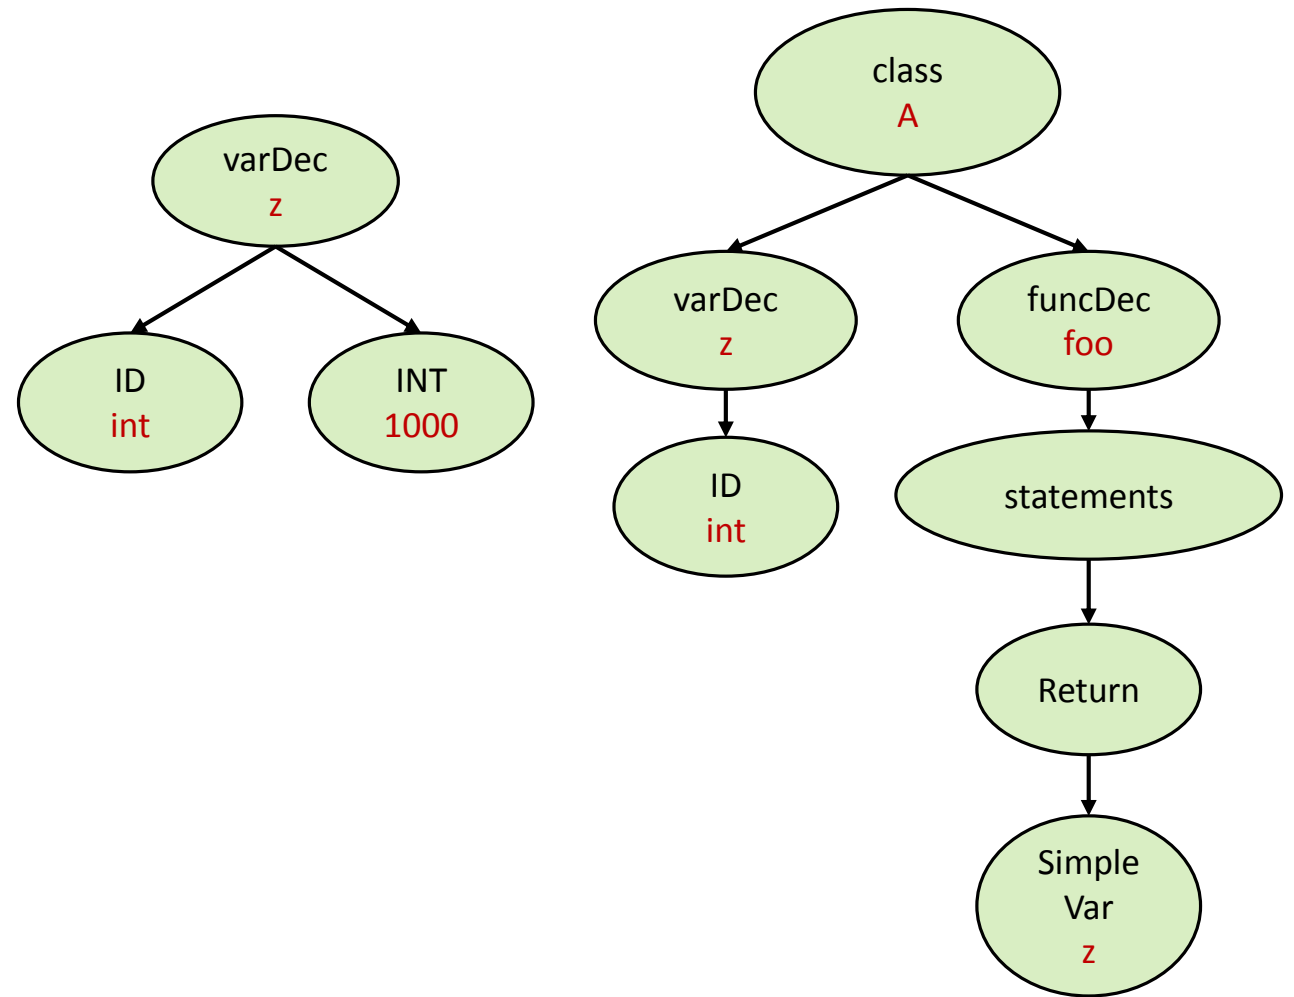 varDec
z
ID
int
INT
1000
class
A
varDec
z
ID
int
funcDec
foo
statements
Return
Simple
Var
z